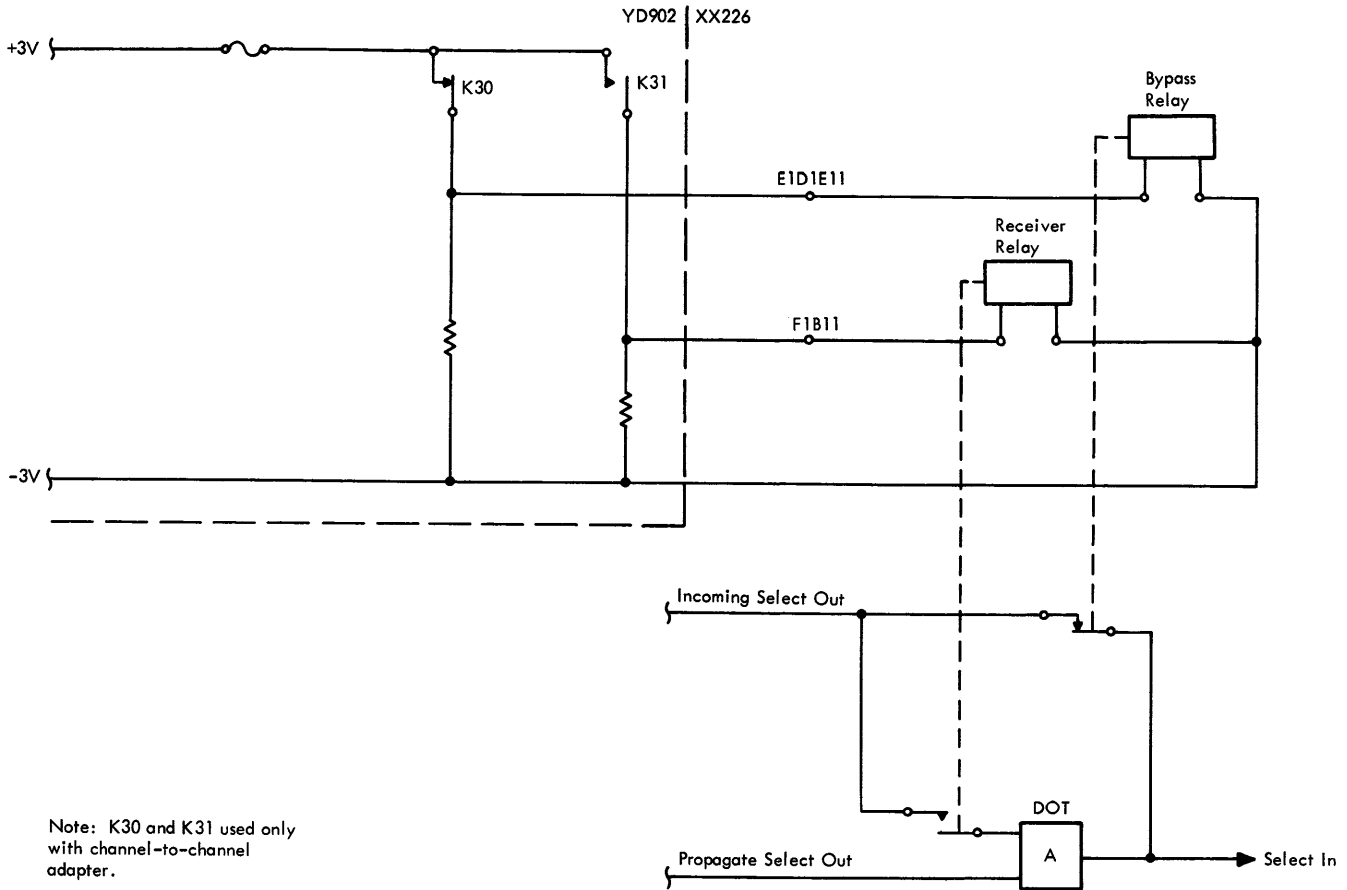 YD902 XX226
+3V
K30
K31
Bypass
Relay
E1D1E11
Receiver
Relay
F1B11
-3V
Incoming Select Out
DOT
A
Propagate Select Out
Select In
Note: K30 and K31 used only
with channel-to-channel
adapter.